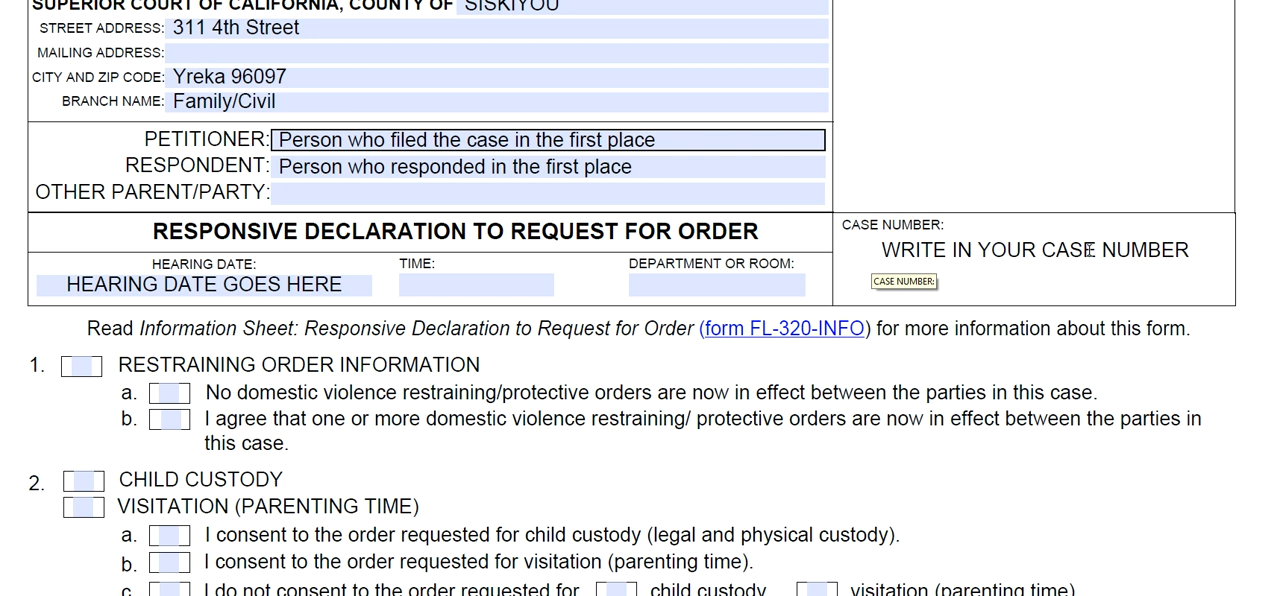 SUPERIOR COURT OF CALIFORNIA, COUNTY OF SISKIYOU
STREET ADDRESS: 311 4th Street
MAILING ADDRESS:
CITY AND ZIP CODE: Yreka 96097
BRANCH NAME: Family/Civil
PETITIONER: Person who filed the case in the first place
RESPONDENT: Person who responded in the first place
OTHER PARENT/PARTY:
RESPONSIVE DECLARATION TO REQUEST FOR ORDER
CASE NUMBER:
WRITE IN YOUR CASE NUMBER
HEARING DATE:
TIME:
DEPARTMENT OR ROOM:
HEARING DATE GOES HERE
CASE NUMBER:
Read Information Sheet: Responsive Declaration to Request for Order (form FL-320-INFO) for more information about this form.
1. RESTRAINING ORDER INFORMATION
a. No domestic violence restraining/protective orders are now in effect between the parties in this case.
b. I agree that one or more domestic violence restraining/ protective orders are now in effect between the parties in
this case.
2. CHILD CUSTODY
VISITATION (PARENTING TIME)
a. I consent to the order requested for child custody (legal and physical custody).
b. I consent to the order requested for visitation (parenting time).
c. I do not consent to the order requested for child custody visitation (parenting time)